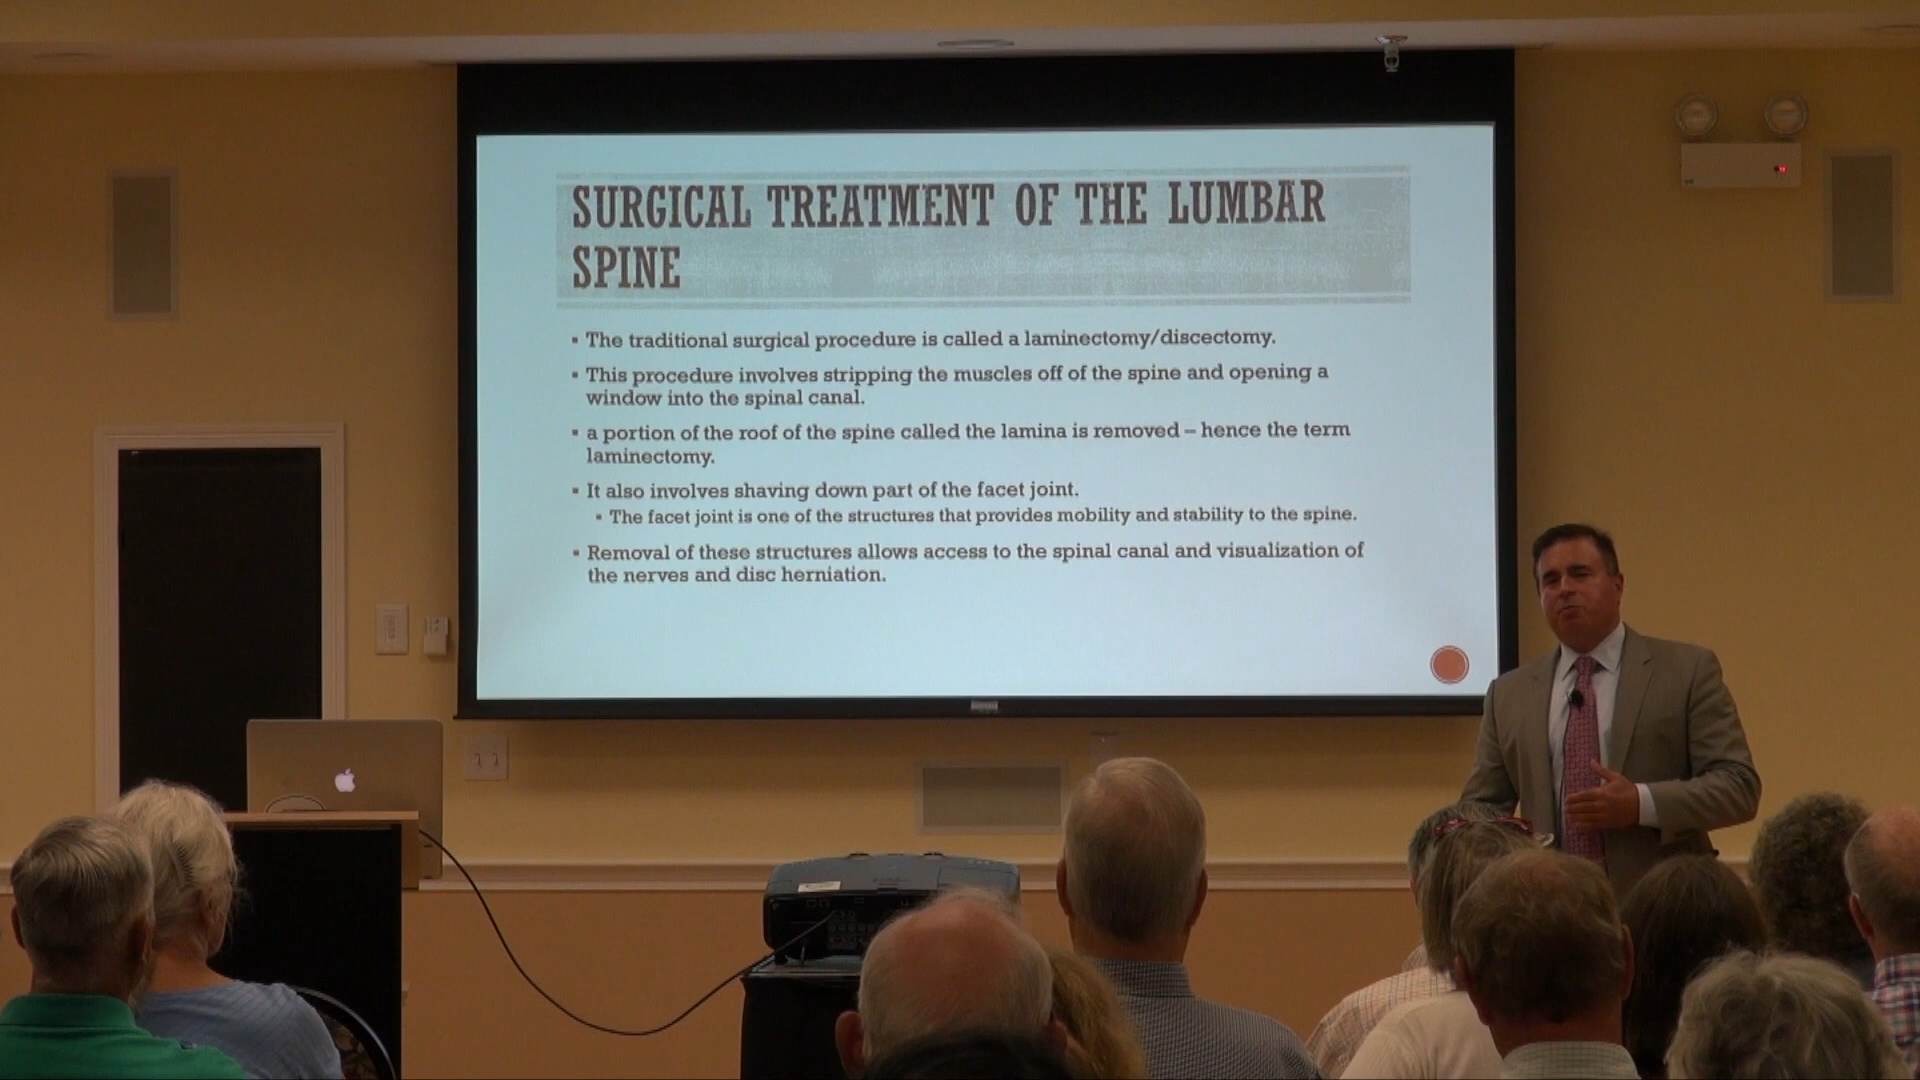 SURGICAL TREATMENT OF THE LUMBAR
SPINE
▪ The traditional surgical procedure is called a laminectomy/discectomy.
▪ This procedure involves stripping the muscles off of the spine and opening a
window into the spinal canal.
▪ a portion of the roof of the spine called the lamina is removed – hence the term
laminectomy.
▪ It also involves shaving down part of the facet joint.
▪ The facet joint is one of the structures that provides mobility and stability to the spine.
▪ Removal of these structures allows access to the spinal canal and visualization of
the nerves and disc herniation.